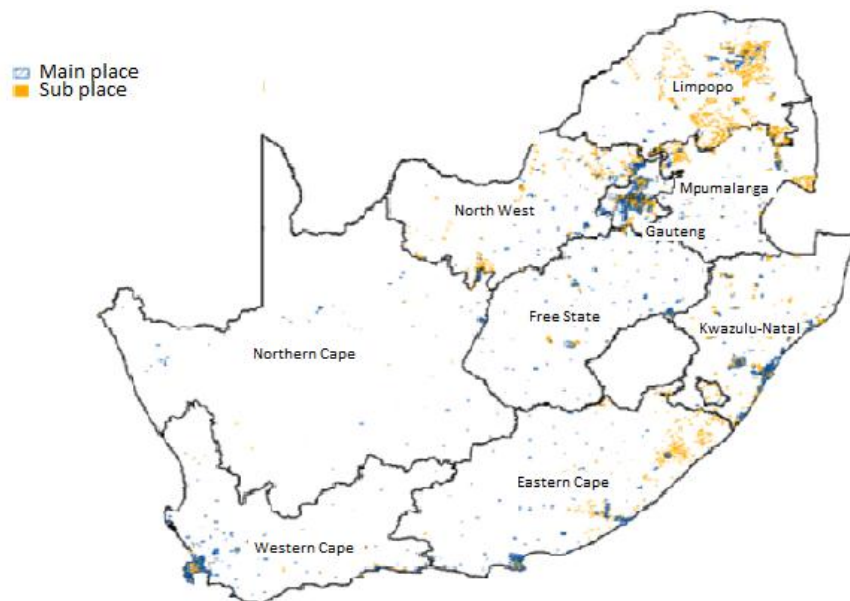 Main place
Sub place
Limpopo
Mpumalarga
North West
Gauteng
Free State
Kwazulu-Natal
Northern Cape
Eastern Cape
Western Cape